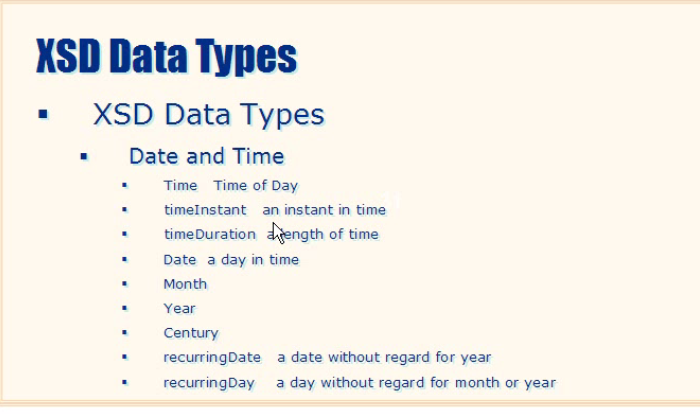 XSD Data Types
XSD Data Types
Date and Time
Time Time of Day
timeInstant an instant in time
timeDuration a length of time
Date a day in time
Month
Year
Century
recurringDate a date without regard for year
recurringDay a day without regard for month or year